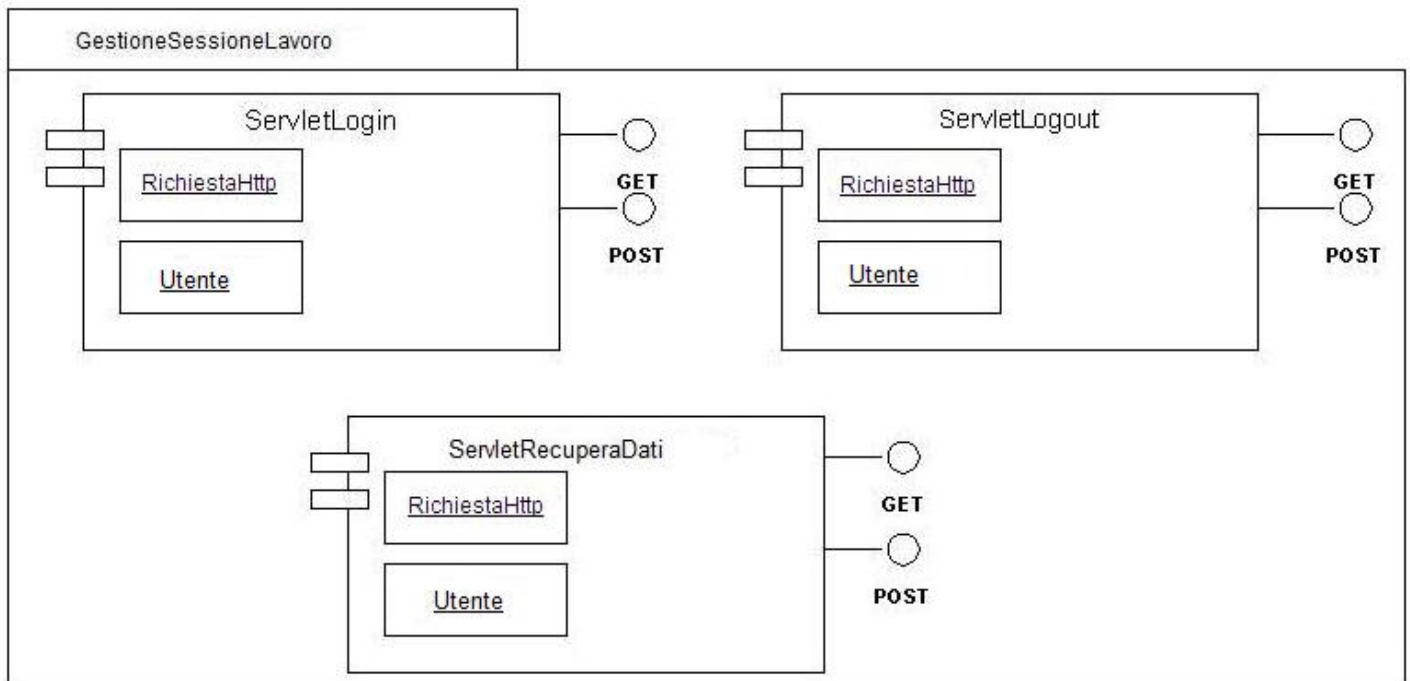 GestioneSessioneLavoro
ServletLogin
RichiestaHttp
Utente
GET
POST
ServletLogout
RichiestaHttp
Utente
GET
POST
ServletRecuperaDati
RichiestaHttp
Utente
GET
POST